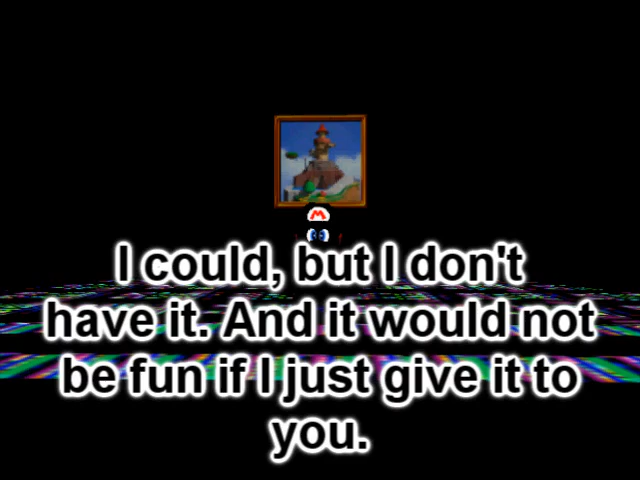 M
I could, but I don't
have it. And it would not
be fun if I just give it to
you.